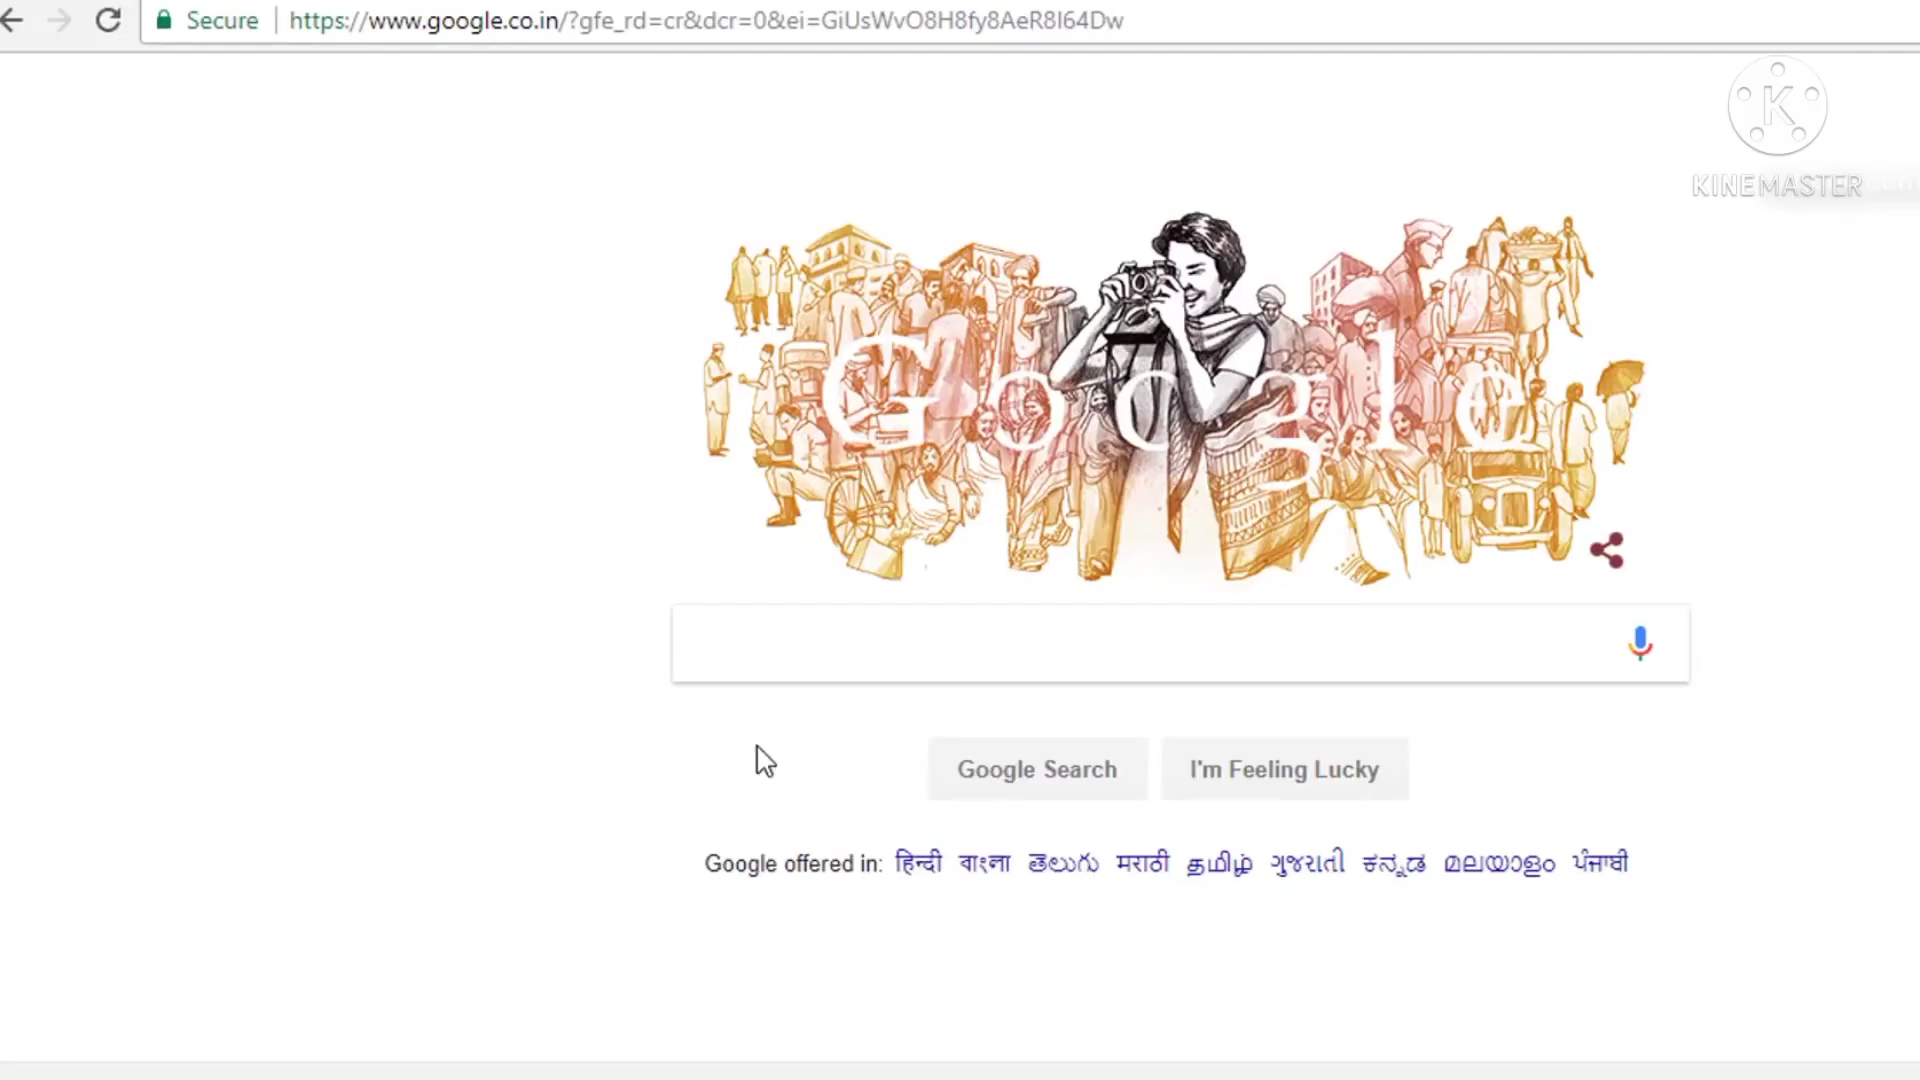 Secure https://www.google.co.in/?gfe_rd=cr&dcr=0&ei=GiUsWvO8H8fy8AeR8I64Dw
K
KINEMASTER
Google
Google Search I'm Feeling Lucky
Google offered in: हिन्दी বাংলা తెలుగు मराठी தமிழ் ગુજરાતી ಕನ್ನಡ മലയാളം ਪੰਜਾਬੀ